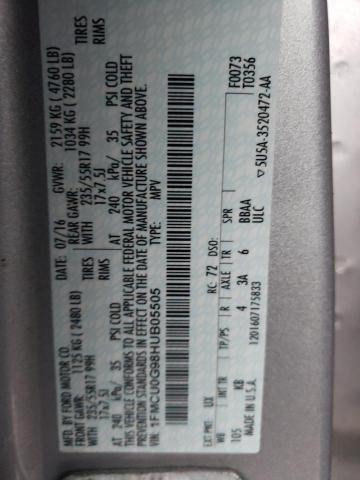 MFD. BY FORD MOTOR CO.
DATE: 07/16 GVWR: 2159 KG ( 4760 LB)
FRONT GAWR: 1125 KG ( 2480 LB) REAR GAWR: 1034 KG ( 2280 LB)
WITH 235/55R17 99H TIRES WITH 235/55R17 99H TIRES
17x7.5J RIMS 17x7.5J RIMS
AT 240 kPa/ 35 PSI COLD AT 240 kPa/ 35 PSI COLD
THIS VEHICLE CONFORMS TO ALL APPLICABLE FEDERAL MOTOR VEHICLE SAFETY AND THEFT
PREVENTION STANDARDS IN EFFECT ON THE DATE OF MANUFACTURE SHOWN ABOVE.
VIN: 1FMCU0G98HUB05505 TYPE: MPV
F0073
T0356
EXT PNT: UX RC: 72 DSO:
WB INT TR TP/PS R AXLE TR SPR
105 KB 4 3A 6 BBAA
MADE IN U.S.A. ULC
1201607175833
5U5A-3520472-AA